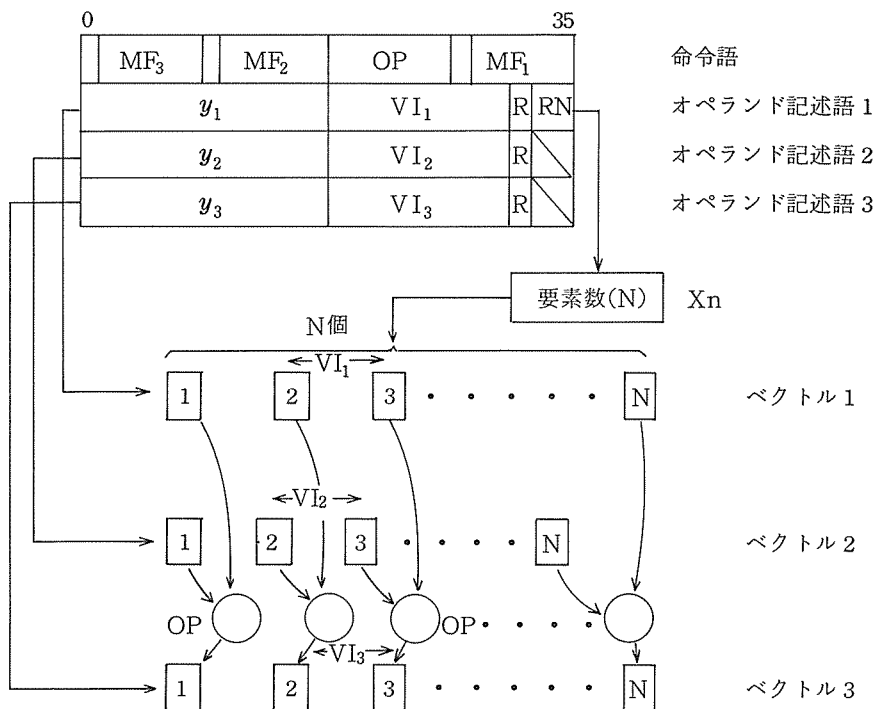 0 35
MF₃ MF₂ OP MF₁ 命令語
y₁ VI₁ R RN オペランド記述語1
y₂ VI₂ R オペランド記述語2
y₃ VI₃ R オペランド記述語3
要素数(N) Xn
N個
VI₁
1 2 3 · · · · · N ベクトル1
VI₂
1 2 3 · · · · N ベクトル2
OP OP · · · ·
VI₃
1 2 3 · · · · · N ベクトル3